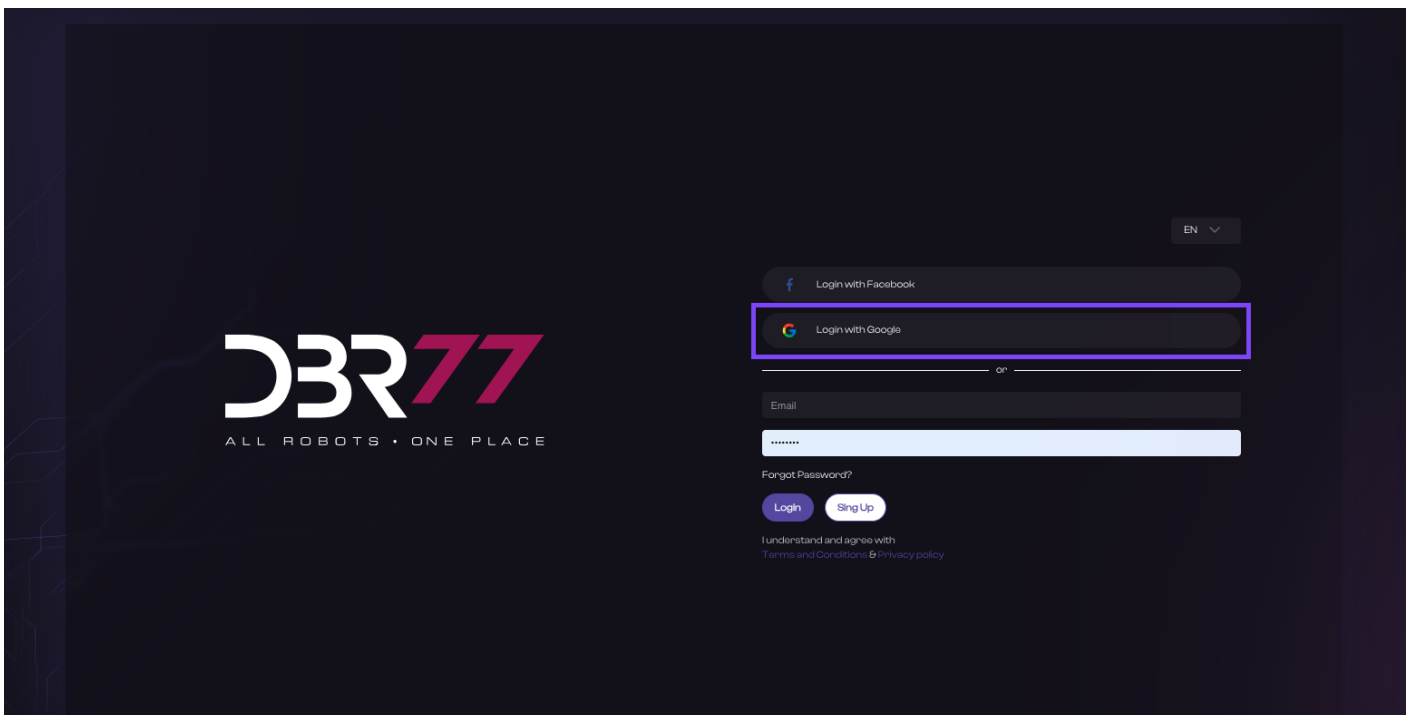 EN
Login with Facebook
Login with Google
or
DBR77
ALL ROBOTS • ONE PLACE
Email
••••••••
Forgot Password?
Login
Sing Up
I understand and agree with
Terms and Conditions & Privacy policy